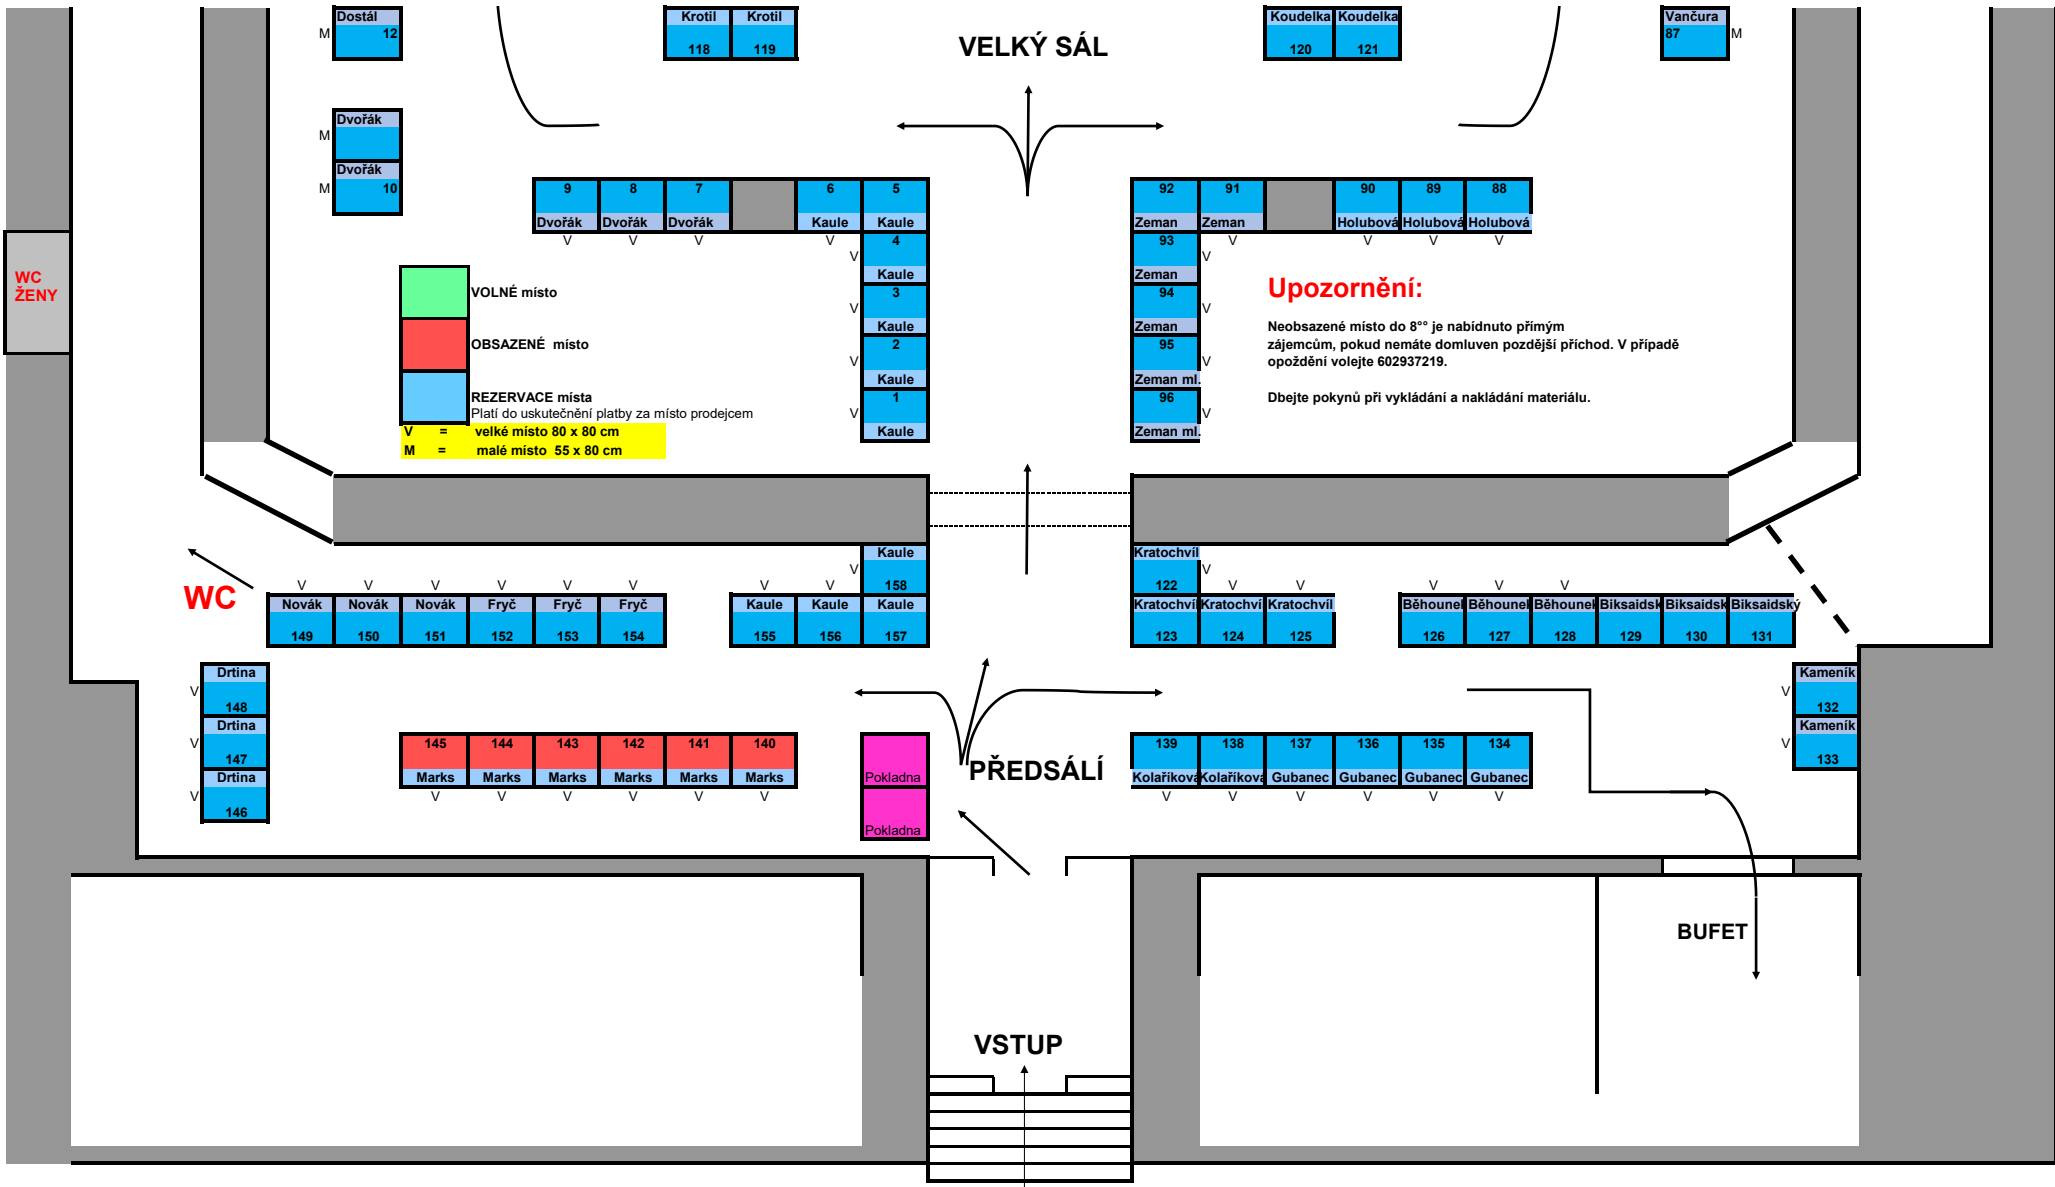 Dostál
M 12
Krotil Krotil
118 119
VELKÝ SÁL
Koudelka Koudelka
120 121
Vančura
87 M
Dvořák
M
Dvořák
M 10
9 8 7 6 5
Dvořák Dvořák Dvořák Kaule Kaule
V V V V
92 91 90 89 88
Zeman Zeman Holubová Holubová Holubová
V V V V
4
V
Kaule
3
V
Kaule
2
V
Kaule
1
V
Kaule
93
V
Zeman
94
V
Zeman
95
V
Zeman ml.
96
V
Zeman ml.
WC
ŽENY
VOLNÉ místo
OBSAZENÉ místo
REZERVACE místa
Platí do uskutečnění platby za místo prodejcem
V = velké místo 80 x 80 cm
M = malé místo 55 x 80 cm
Upozornění:
Neobsazené místo do 8°° je nabídnuto přímým
zájemcům, pokud nemáte domluven pozdější příchod. V případě
opoždění volejte 602937219.
Dbejte pokynů při vykládání a nakládání materiálu.
Kaule
V
158
Kratochvíl
V
122
WC
V V V V V V V V
Novák Novák Novák Fryč Fryč Fryč Kaule Kaule Kaule
149 150 151 152 153 154 155 156 157
V V V V V
Kratochvíl Kratochví Kratochvíl Běhounek Běhounek Běhounek Biksaidsk Biksaidsk Biksaidský
123 124 125 126 127 128 129 130 131
Drtina
V
148
Drtina
V
147
Drtina
V
146
Kameník
V
132
Kameník
V
133
145 144 143 142 141 140
Marks Marks Marks Marks Marks Marks
V V V V V V
Pokladna
Pokladna
PŘEDSÁLÍ
139 138 137 136 135 134
Kolaříková Kolaříková Gubanec Gubanec Gubanec Gubanec
V V V V V V
BUFET
VSTUP